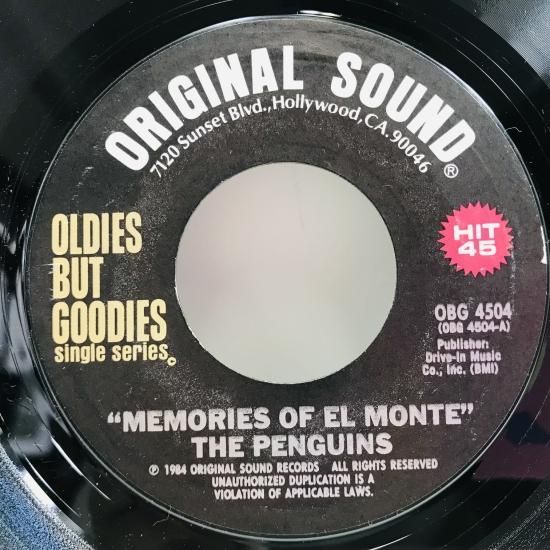 ORIGINAL SOUND ®
7120 Sunset Blvd., Hollywood, CA. 90046
OLDIES
BUT
GOODIES
single series
HIT
45
OBG 4504
(OBG 4504-A)
Publisher:
Drive-In Music
Co., Inc. (BMI)
"MEMORIES OF EL MONTE"
THE PENGUINS
℗ 1984 ORIGINAL SOUND RECORDS ALL RIGHTS RESERVED
UNAUTHORIZED DUPLICATION IS A
VIOLATION OF APPLICABLE LAWS.